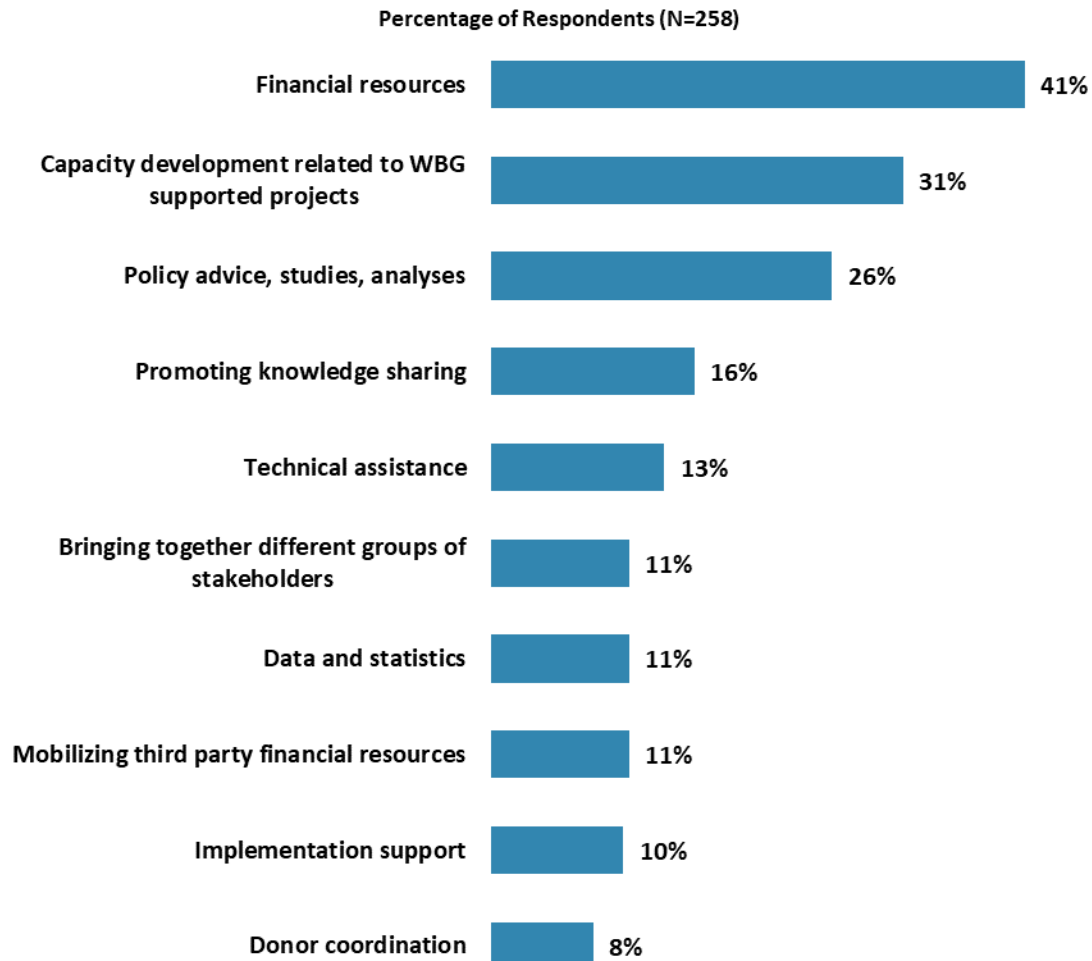 Percentage of Respondents (N=258)
Financial resources
41%
Capacity development related to WBG
supported projects
31%
Policy advice, studies, analyses
26%
Promoting knowledge sharing
16%
Technical assistance
13%
Bringing together different groups of
stakeholders
11%
Data and statistics
11%
Mobilizing third party financial resources
11%
Implementation support
10%
Donor coordination
8%